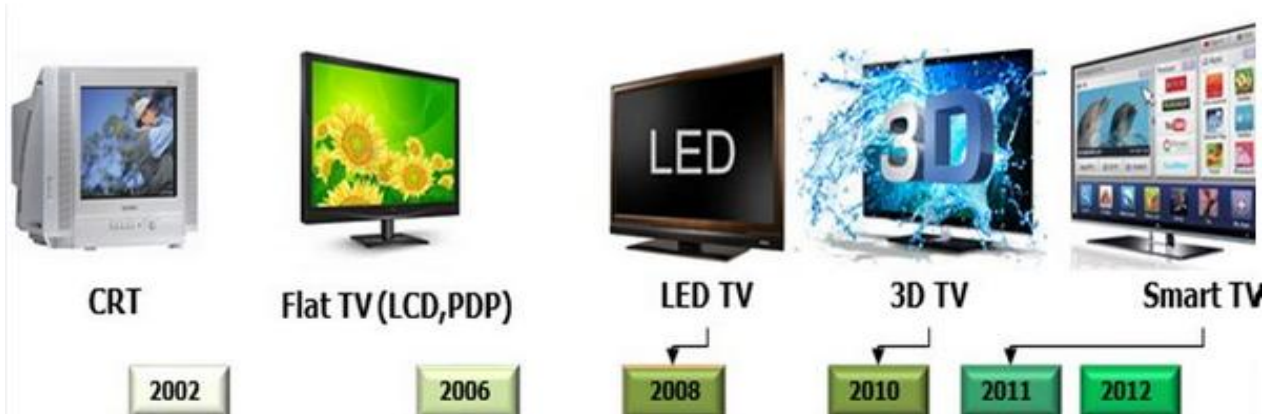 LED
3D
YouTube
CRT
Flat TV (LCD,PDP)
LED TV
3D TV
Smart TV
2002
2006
2008
2010
2011
2012